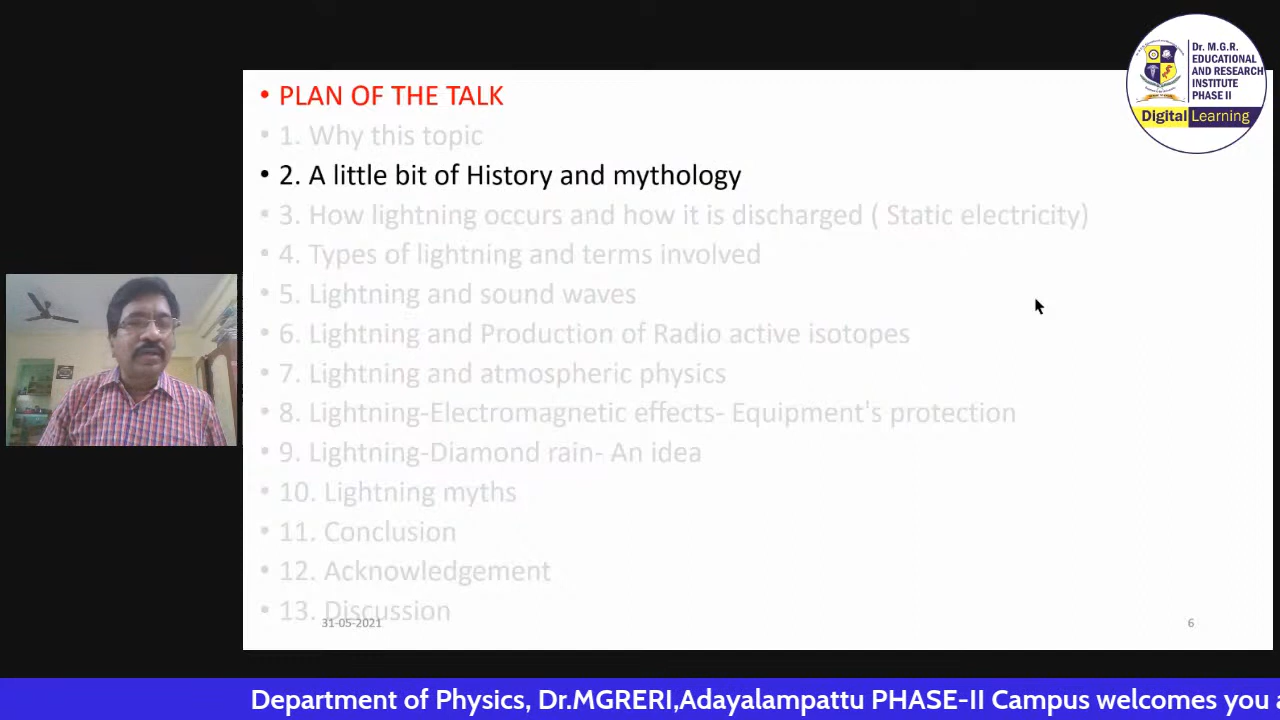 Dr. M.G.R.
EDUCATIONAL
AND RESEARCH
INSTITUTE
PHASE II
Digital Learning
• PLAN OF THE TALK
• 1. Why this topic
• 2. A little bit of History and mythology
• 3. How lightning occurs and how it is discharged ( Static electricity)
• 4. Types of lightning and terms involved
• 5. Lightning and sound waves
• 6. Lightning and Production of Radio active isotopes
• 7. Lightning and atmospheric physics
• 8. Lightning-Electromagnetic effects- Equipment's protection
• 9. Lightning-Diamond rain- An idea
• 10. Lightning myths
• 11. Conclusion
• 12. Acknowledgement
• 13. Discussion
31-05-2021
6
Department of Physics, Dr.MGRERI,Adayalampattu PHASE-II Campus welcomes you a